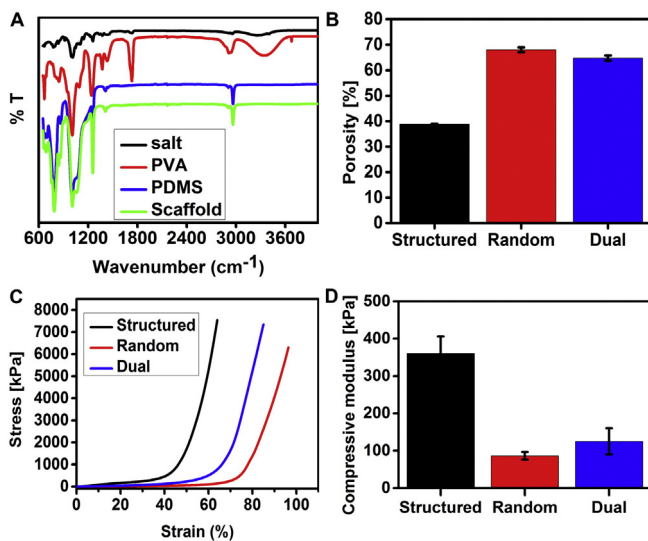 A
% T
salt
PVA
PDMS
Scaffold
600 1200 1800 2400 3000 3600
Wavenumber (cm-1)
B
Porosity [%]
80
70
60
50
40
30
20
10
0
Structured Random Dual
C
Stress [kPa]
8000
7000
6000
5000
4000
3000
2000
1000
0
Structured
Random
Dual
0 20 40 60 80 100
Strain (%)
D
Compressive modulus [kPa]
500
400
300
200
100
0
Structured Random Dual